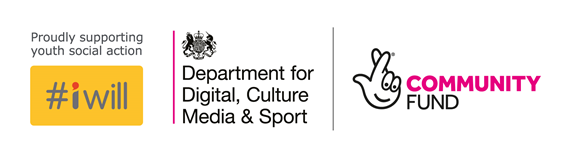 Proudly supporting
youth social action
#iwill
Department for
Digital, Culture
Media & Sport
COMMUNITY
FUND